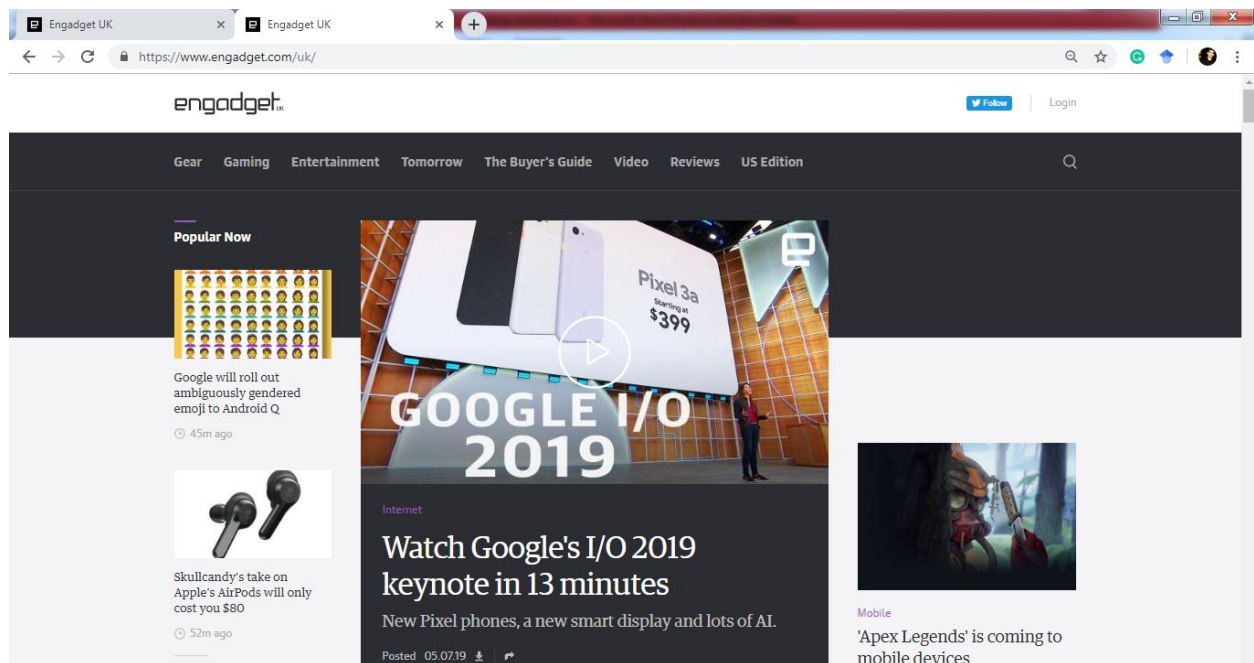 Engadget UK
Engadget UK
https://www.engadget.com/uk/
engadget UK
Follow
Login
Gear Gaming Entertainment Tomorrow The Buyer's Guide Video Reviews US Edition
Popular Now
Google will roll out
ambiguously gendered
emoji to Android Q
45m ago
Skullcandy's take on
Apple's AirPods will only
cost you $80
52m ago
Pixel 3a
Starting at
$399
GOOGLE I/O
2019
Internet
Watch Google's I/O 2019
keynote in 13 minutes
New Pixel phones, a new smart display and lots of AI.
Posted 05.07.19
Mobile
'Apex Legends' is coming to
mobile devices